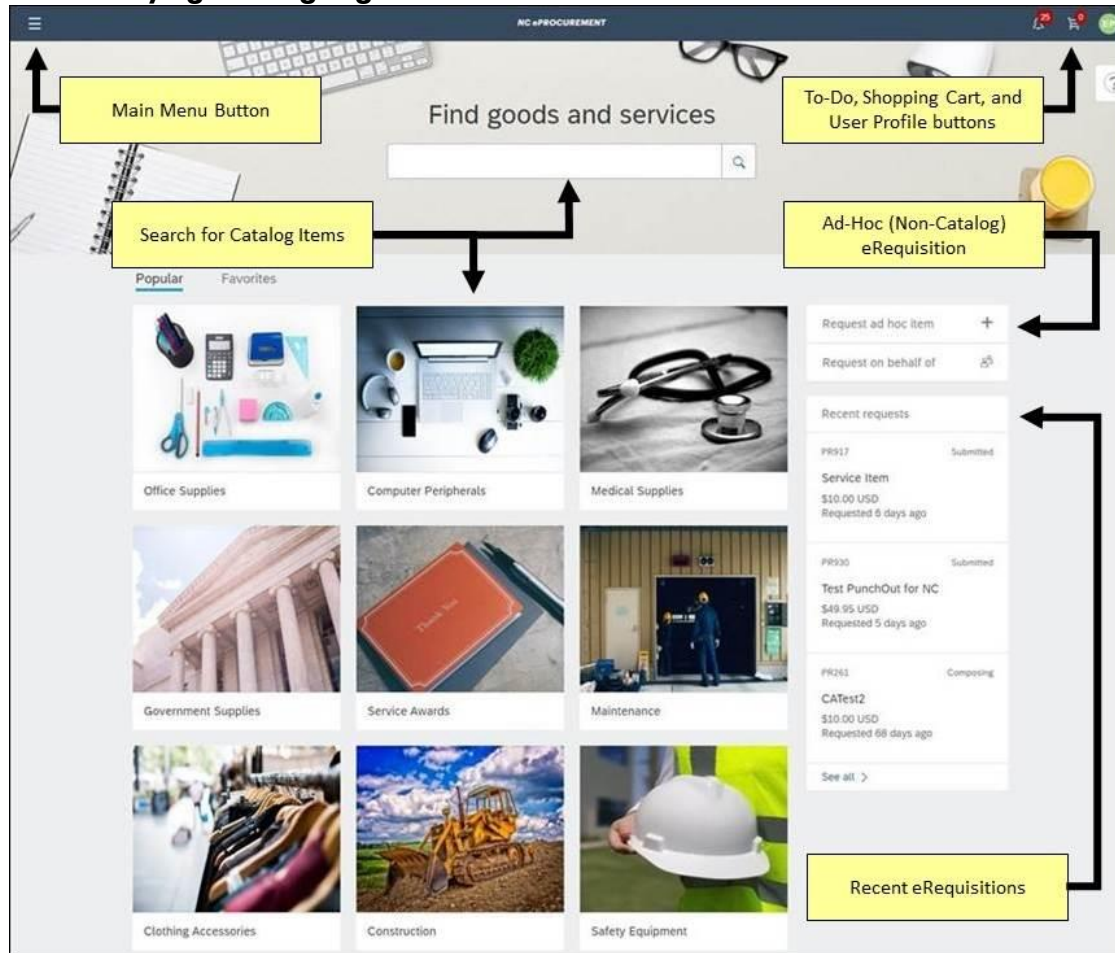 NC ePROCUREMENT
25
0
Main Menu Button
Find goods and services
To-Do, Shopping Cart, and
User Profile buttons
Search for Catalog Items
Ad-Hoc (Non-Catalog)
eRequisition
Popular
Favorites
Request ad hoc item
Request on behalf of
Recent requests
PR917
Submitted
Service Item
$10.00 USD
Requested 6 days ago
PR930
Submitted
Test PunchOut for NC
$49.95 USD
Requested 5 days ago
PR261
Composing
CATest2
$10.00 USD
Requested 68 days ago
See all
Office Supplies
Computer Peripherals
Medical Supplies
Thank You
Government Supplies
Service Awards
Maintenance
Recent eRequisitions
Clothing Accessories
Construction
Safety Equipment